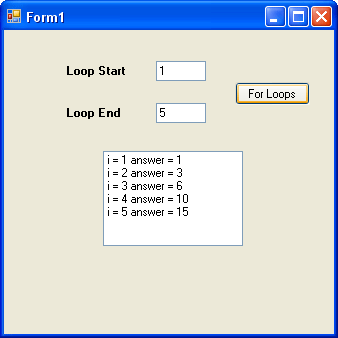 Form1
Loop Start 1
For Loops
Loop End 5
i = 1 answer = 1
i = 2 answer = 3
i = 3 answer = 6
i = 4 answer = 10
i = 5 answer = 15